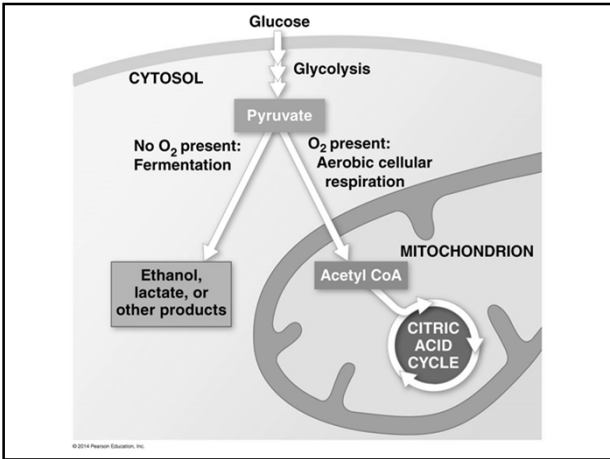 Glucose
Glycolysis
CYTOSOL
Pyruvate
No O2 present:
Fermentation
O2 present:
Aerobic cellular
respiration
MITOCHONDRION
Ethanol,
lactate, or
other products
Acetyl CoA
CITRIC
ACID
CYCLE
© 2014 Pearson Education, Inc.